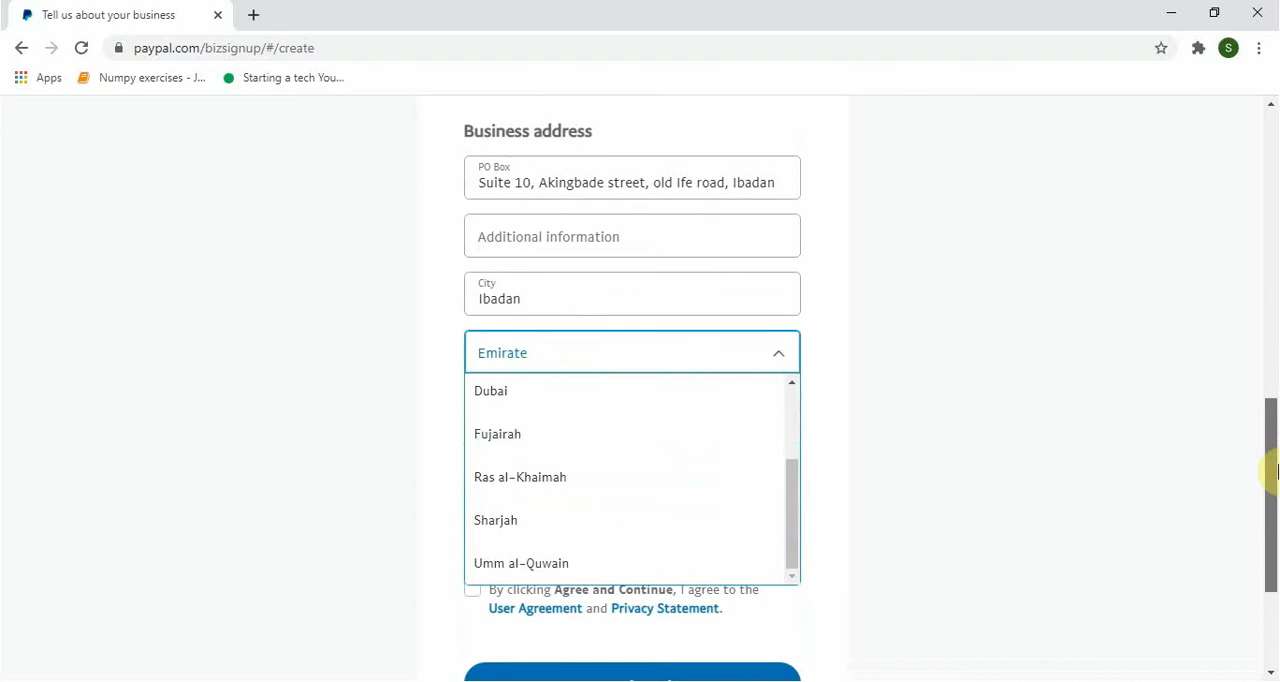 Tell us about your business
paypal.com/bizsignup/#/create
S
Apps
Numpy exercises - J...
Starting a tech You...
Business address
PO Box
Suite 10, Akingbade street, old Ife road, Ibadan
Additional information
City
Ibadan
Emirate
Dubai
Fujairah
Ras al-Khaimah
Sharjah
Umm al-Quwain
By clicking Agree and Continue, I agree to the
User Agreement and Privacy Statement.